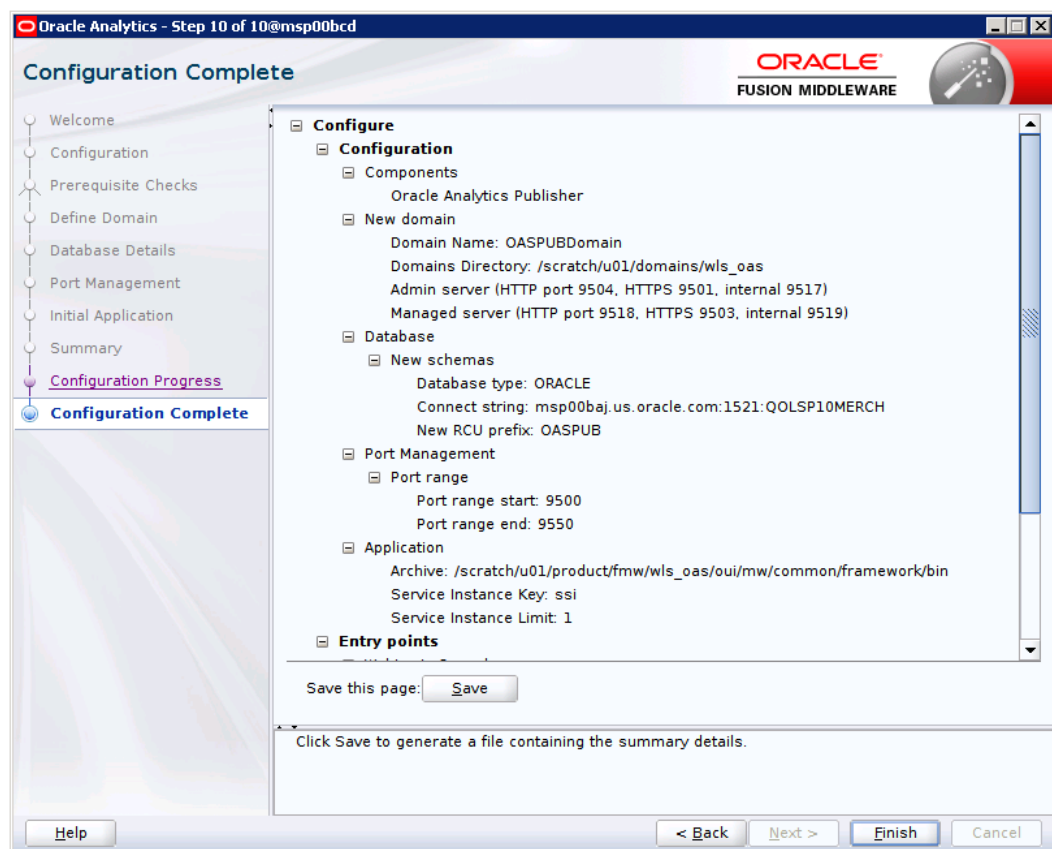 Oracle Analytics - Step 10 of 10@msp00bcd
Configuration Complete
ORACLE
FUSION MIDDLEWARE
Welcome
Configuration
Prerequisite Checks
Define Domain
Database Details
Port Management
Initial Application
Summary
Configuration Progress
Configuration Complete
Configure
Configuration
Components
Oracle Analytics Publisher
New domain
Domain Name: OASPUBDomain
Domains Directory: /scratch/u01/domains/wls_oas
Admin server (HTTP port 9504, HTTPS 9501, internal 9517)
Managed server (HTTP port 9518, HTTPS 9503, internal 9519)
Database
New schemas
Database type: ORACLE
Connect string: msp00baj.us.oracle.com:1521:QOLSP10MERCH
New RCU prefix: OASPUB
Port Management
Port range
Port range start: 9500
Port range end: 9550
Application
Archive: /scratch/u01/product/fmw/wls_oas/oui/mw/common/framework/bin
Service Instance Key: ssi
Service Instance Limit: 1
Entry points
Save this page: Save
Click Save to generate a file containing the summary details.
Help
< Back
Next >
Finish
Cancel